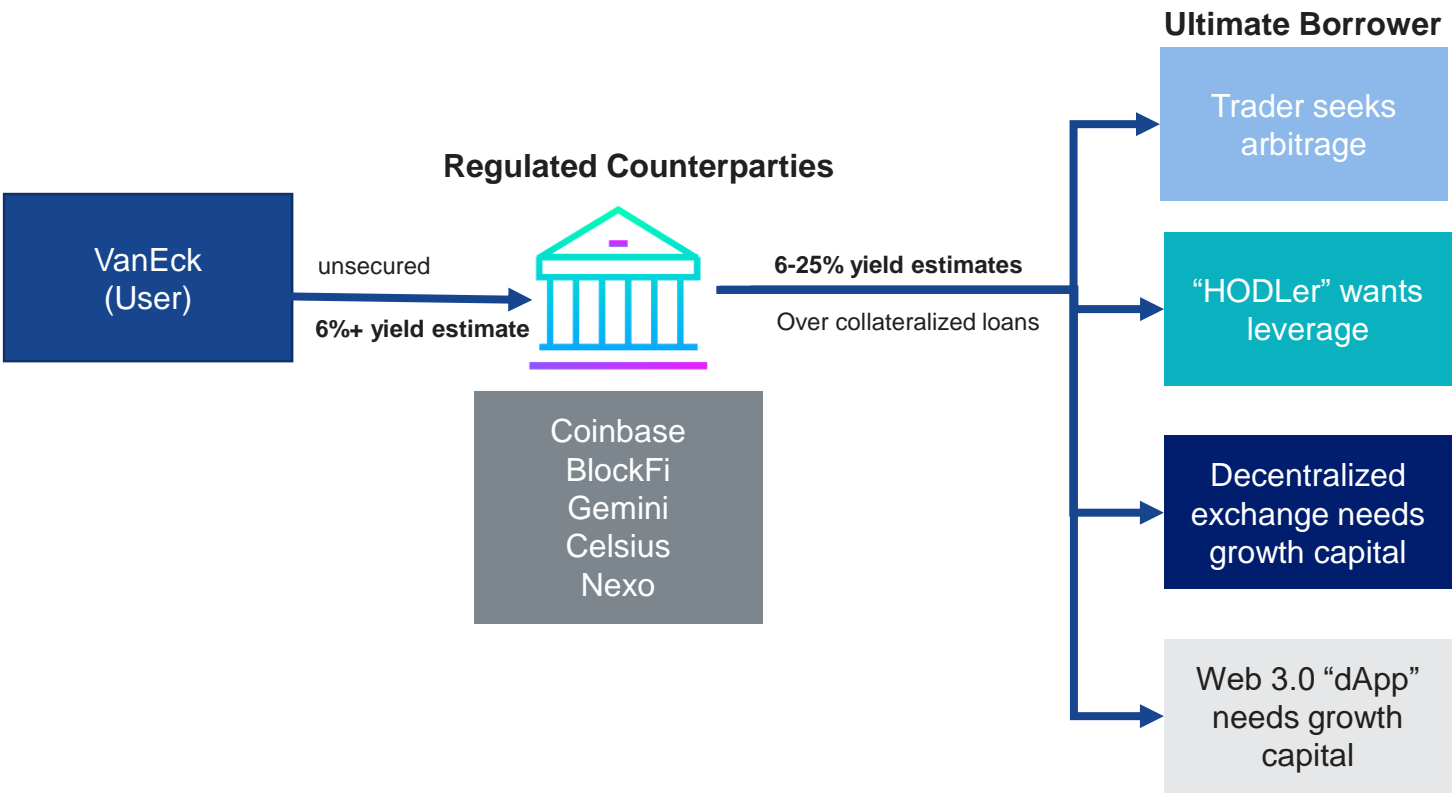 Ultimate Borrower
Trader seeks
arbitrage
Regulated Counterparties
VanEck
(User)
unsecured
6%+ yield estimate
6-25% yield estimates
Over collateralized loans
“HODLer” wants
leverage
Coinbase
BlockFi
Gemini
Celsius
Nexo
Decentralized
exchange needs
growth capital
Web 3.0 “dApp”
needs growth
capital